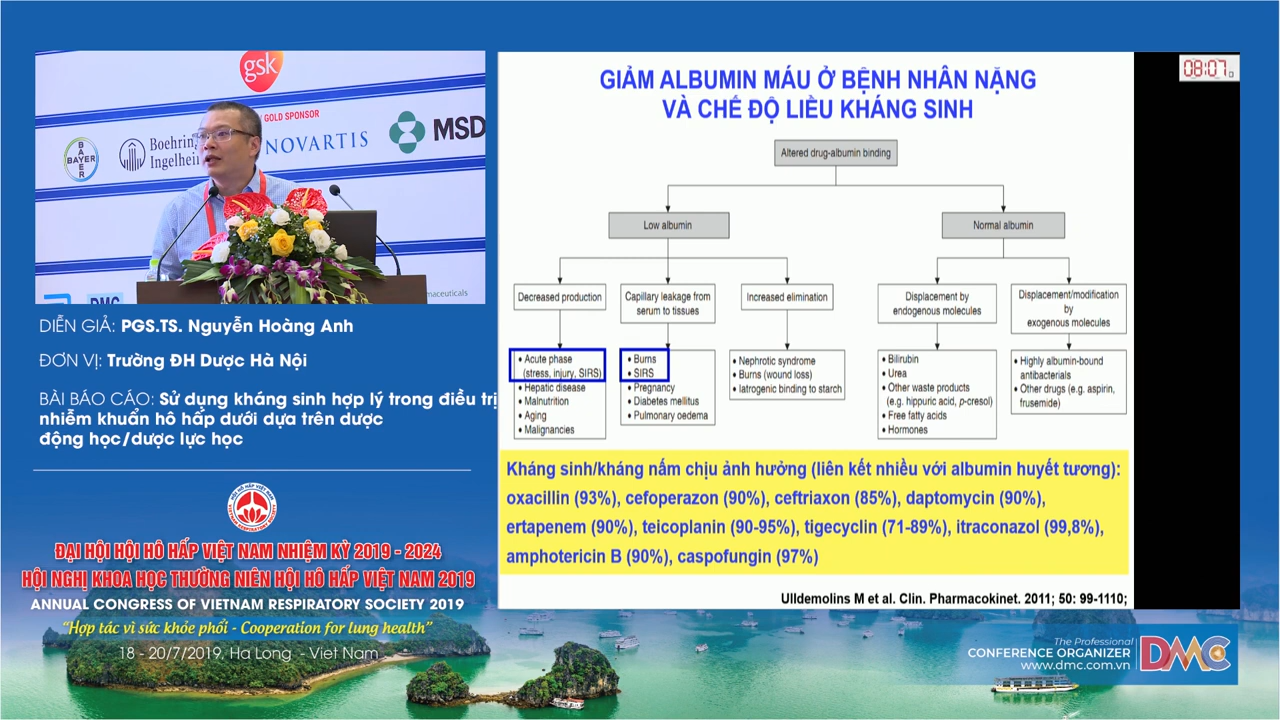 gsk
GOLD SPONSOR
BAYER
BAYER
Boehrin
Ingelheim
NOVARTIS
MSD
DMC
maceuticals
DIỄN GIẢ: PGS.TS. Nguyễn Hoàng Anh
ĐƠN VỊ: Trường ĐH Dược Hà Nội
BÀI BÁO CÁO: Sử dụng kháng sinh hợp lý trong điều trị
nhiễm khuẩn hô hấp dưới dựa trên dược
động học/dược lực học
HỘI HÔ HẤP VIỆT NAM
VIETNAM RESPIRATORY SOCIETY
ĐẠI HỘI HỘI HÔ HẤP VIỆT NAM NHIỆM KỲ 2019 - 2024
HỘI NGHỊ KHOA HỌC THƯỜNG NIÊN HỘI HÔ HẤP VIỆT NAM 2019
ANNUAL CONGRESS OF VIETNAM RESPIRATORY SOCIETY 2019
“Hợp tác vì sức khỏe phổi - Cooperation for lung health”
18 - 20/7/2019, Ha Long - Viet Nam
GIẢM ALBUMIN MÁU Ở BỆNH NHÂN NẶNG
VÀ CHẾ ĐỘ LIỀU KHÁNG SINH
08:07
Altered drug-albumin binding
Low albumin
Normal albumin
Decreased production
Capillary leakage from
serum to tissues
Increased elimination
Displacement by
endogenous molecules
Displacement/modification
by
exogenous molecules
• Acute phase
(stress, injury, SIRS)
• Hepatic disease
• Malnutrition
• Aging
• Malignancies
• Burns
• SIRS
• Pregnancy
• Diabetes mellitus
• Pulmonary oedema
• Nephrotic syndrome
• Burns (wound loss)
• Iatrogenic binding to starch
• Bilirubin
• Urea
• Other waste products
(e.g. hippuric acid, p-cresol)
• Free fatty acids
• Hormones
• Highly albumin-bound
antibacterials
• Other drugs (e.g. aspirin,
frusemide)
Kháng sinh/kháng nấm chịu ảnh hưởng (liên kết nhiều với albumin huyết tương):
oxacillin (93%), cefoperazon (90%), ceftriaxon (85%), daptomycin (90%),
ertapenem (90%), teicoplanin (90-95%), tigecyclin (71-89%), itraconazol (99,8%),
amphotericin B (90%), caspofungin (97%)
Ulldemolins M et al. Clin. Pharmacokinet. 2011; 50: 99-1110;
The Professional
CONFERENCE ORGANIZER
www.dmc.com.vn
DMC